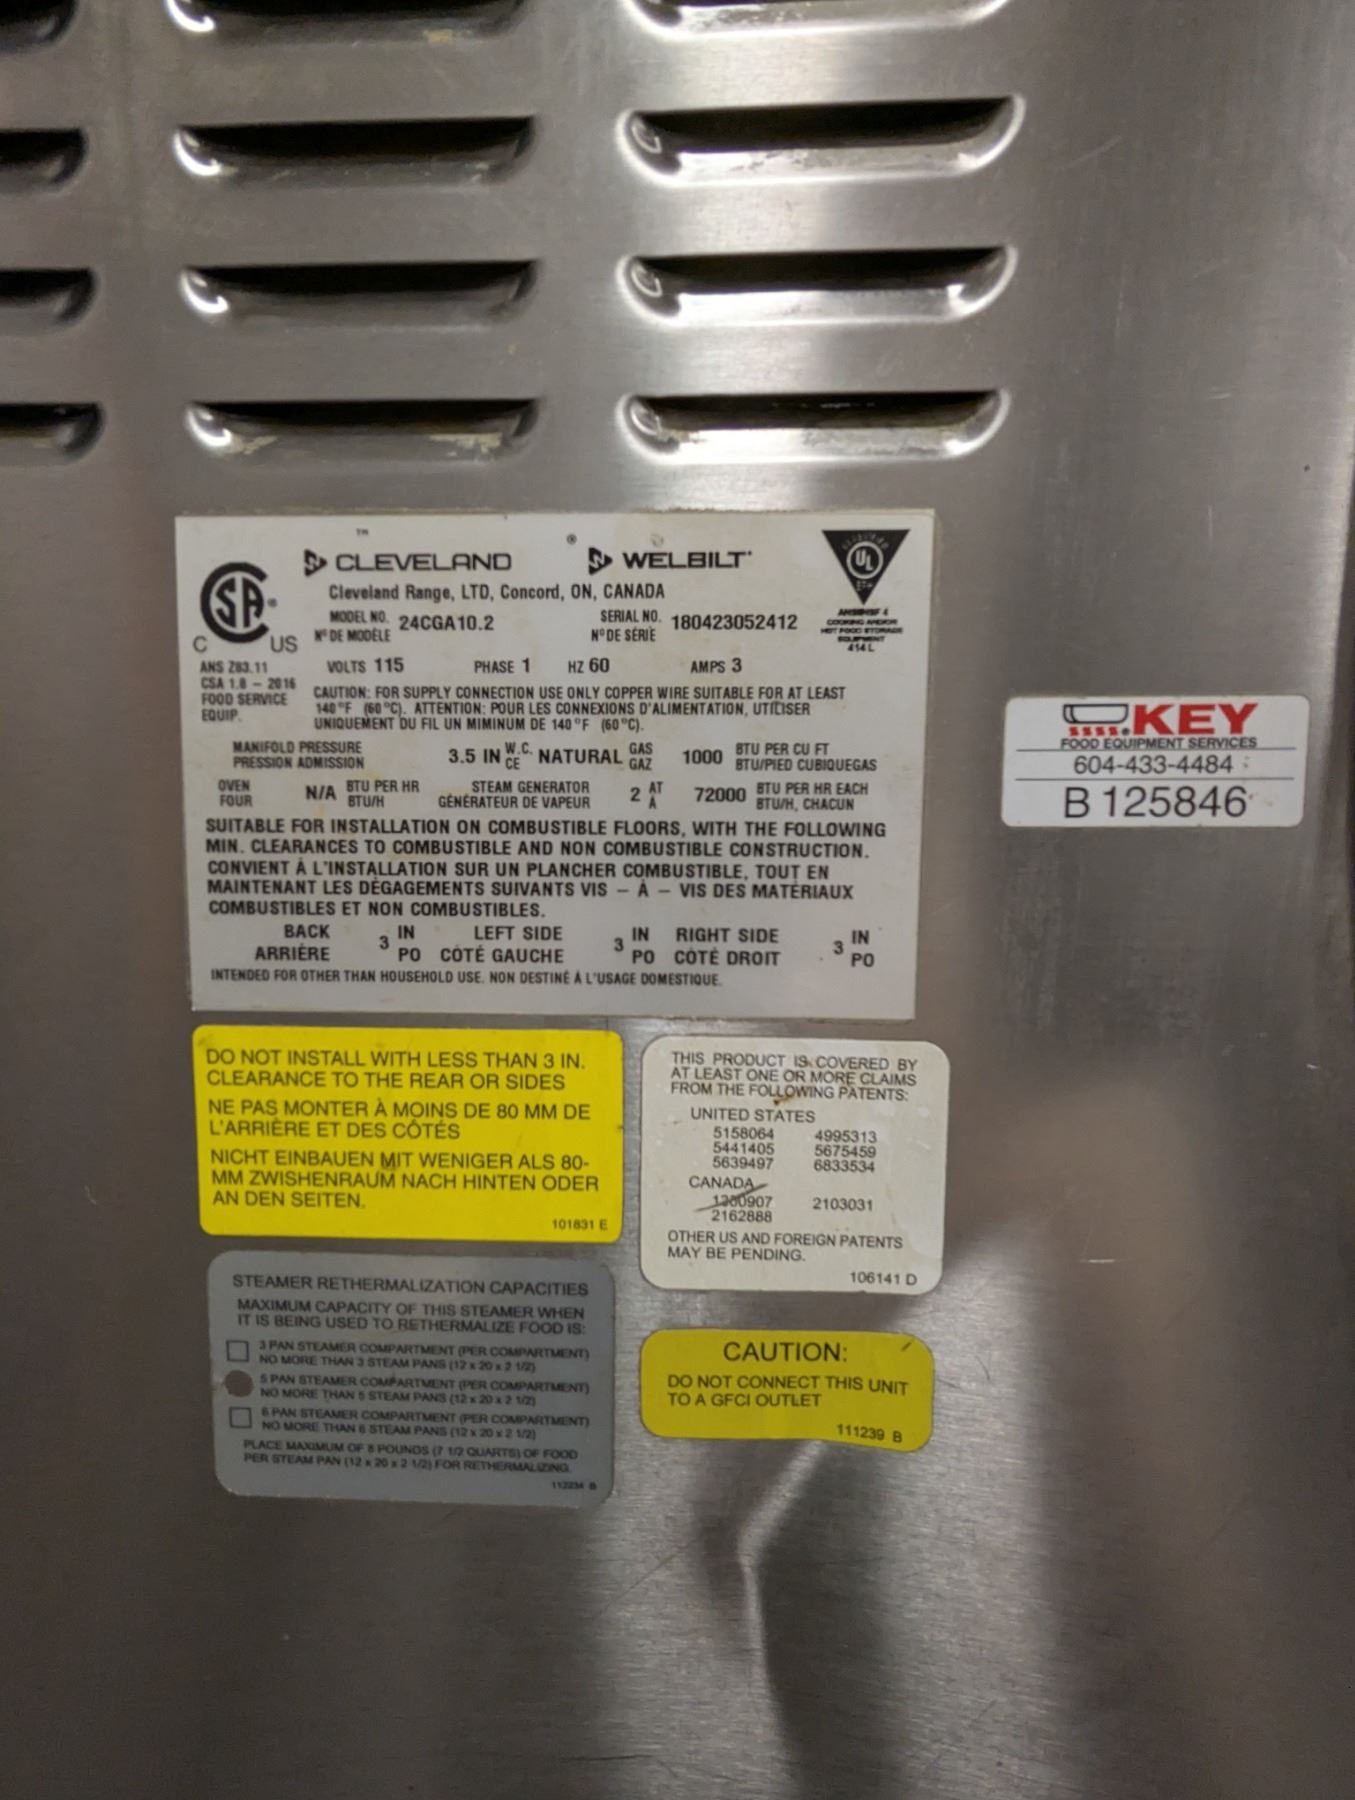 ™ ®
CLEVELAND WELBILT
Cleveland Range, LTD, Concord, ON, CANADA
MODEL NO. 24CGA10.2 SERIAL NO. 180423052412
Nº DE MODÈLE Nº DE SÉRIE
CSA
C US
UL
ANSI/NSF 4
COOKING AND/OR
HOT FOOD STORAGE
EQUIPMENT
414L
ANS Z83.11
CSA 1.8 – 2016
FOOD SERVICE
EQUIP.
VOLTS 115 PHASE 1 HZ 60 AMPS 3
CAUTION: FOR SUPPLY CONNECTION USE ONLY COPPER WIRE SUITABLE FOR AT LEAST
140 °F (60 °C). ATTENTION: POUR LES CONNEXIONS D'ALIMENTATION, UTILISER
UNIQUEMENT DU FIL UN MIMINUM DE 140 °F (60 °C).
MANIFOLD PRESSURE 3.5 IN W.C. NATURAL GAS 1000 BTU PER CU FT
PRESSION ADMISSION CE GAZ BTU/PIED CUBIQUEGAS
OVEN N/A BTU PER HR STEAM GENERATOR 2 AT 72000 BTU PER HR EACH
FOUR BTU/H GÉNÉRATEUR DE VAPEUR À BTU/H, CHACUN
SUITABLE FOR INSTALLATION ON COMBUSTIBLE FLOORS, WITH THE FOLLOWING
MIN. CLEARANCES TO COMBUSTIBLE AND NON COMBUSTIBLE CONSTRUCTION.
CONVIENT À L'INSTALLATION SUR UN PLANCHER COMBUSTIBLE, TOUT EN
MAINTENANT LES DÉGAGEMENTS SUIVANTS VIS – À – VIS DES MATÉRIAUX
COMBUSTIBLES ET NON COMBUSTIBLES.
BACK 3 IN LEFT SIDE 3 IN RIGHT SIDE 3 IN
ARRIÈRE PO CÔTÉ GAUCHE PO CÔTÉ DROIT PO
INTENDED FOR OTHER THAN HOUSEHOLD USE. NON DESTINÉ À L'USAGE DOMESTIQUE.
KEY
FOOD EQUIPMENT SERVICES
604-433-4484
B 125846
DO NOT INSTALL WITH LESS THAN 3 IN.
CLEARANCE TO THE REAR OR SIDES
NE PAS MONTER À MOINS DE 80 MM DE
L'ARRIÈRE ET DES CÔTÉS
NICHT EINBAUEN MIT WENIGER ALS 80-
MM ZWISHENRAUM NACH HINTEN ODER
AN DEN SEITEN.
101831 E
THIS PRODUCT IS COVERED BY
AT LEAST ONE OR MORE CLAIMS
FROM THE FOLLOWING PATENTS:
UNITED STATES
5158064 4995313
5441405 5675459
5639497 6833534
CANADA
2103031
2162888
OTHER US AND FOREIGN PATENTS
MAY BE PENDING.
106141 D
STEAMER RETHERMALIZATION CAPACITIES
MAXIMUM CAPACITY OF THIS STEAMER WHEN
IT IS BEING USED TO RETHERMALIZE FOOD IS:
3 PAN STEAMER COMPARTMENT (PER COMPARTMENT)
NO MORE THAN 3 STEAM PANS (12 x 20 x 2 1/2)
5 PAN STEAMER COMPARTMENT (PER COMPARTMENT)
NO MORE THAN 5 STEAM PANS (12 x 20 x 2 1/2)
6 PAN STEAMER COMPARTMENT (PER COMPARTMENT)
NO MORE THAN 6 STEAM PANS (12 x 20 x 2 1/2)
PLACE MAXIMUM OF 8 POUNDS (7 1/2 QUARTS) OF FOOD
PER STEAM PAN (12 x 20 x 2 1/2) FOR RETHERMALIZING.
112234 B
CAUTION:
DO NOT CONNECT THIS UNIT
TO A GFCI OUTLET
111239 B